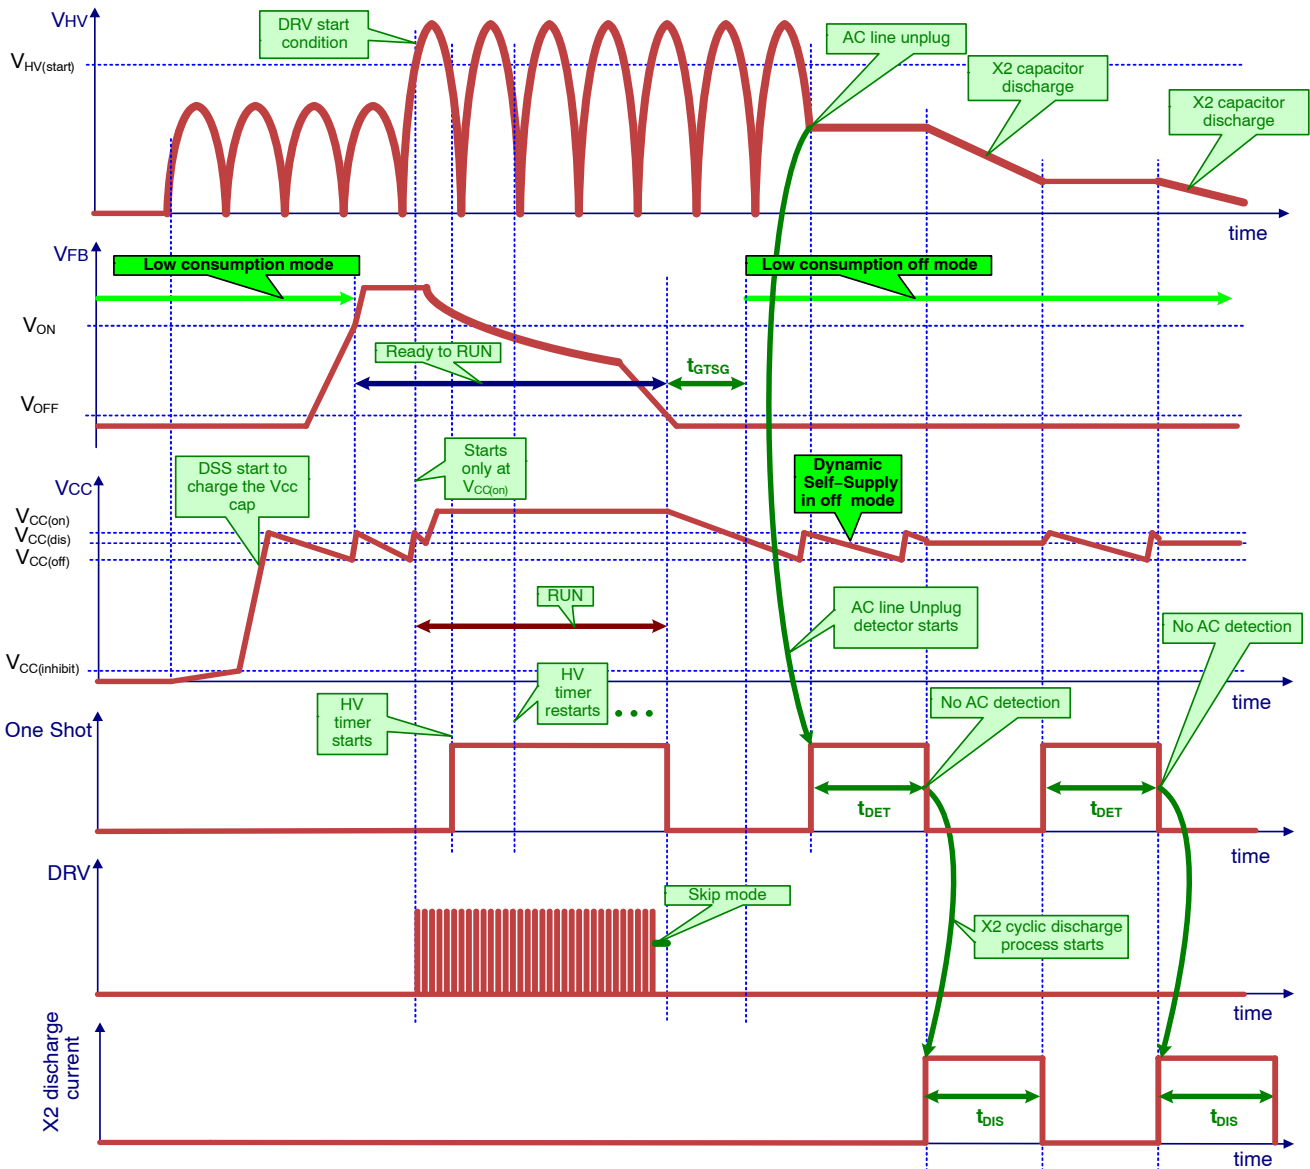 VHV
DRV start
condition
VHV(start)
AC line unplug
X2 capacitor
discharge
X2 capacitor
discharge
time
VFB
Low consumption mode
Low consumption off mode
VON
Ready to RUN
tGTSG
VOFF
Starts
only at
VCC(on)
DSS start to
charge the Vcc
cap
Dynamic
Self-Supply
in off mode
VCC
VCC(on)
VCC(dis)
VCC(off)
RUN
AC line Unplug
detector starts
No AC detection
VCC(inhibit)
time
HV
timer
restarts
HV
timer
starts
No AC detection
One Shot
tDET
tDET
time
DRV
Skip mode
X2 cyclic discharge
process starts
time
X2 discharge
current
tDIS
tDIS
time